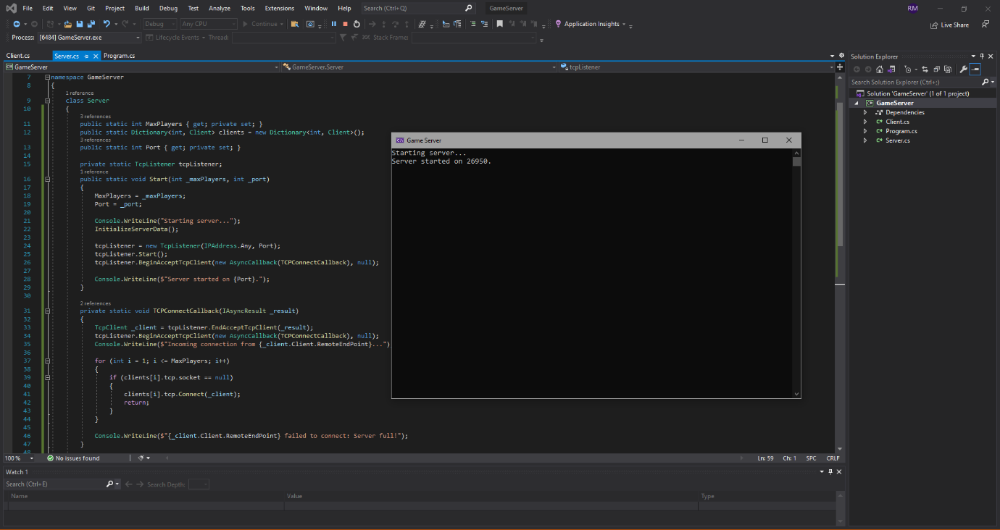 File Edit View Git Project Build Debug Test Analyze Tools Extensions Window Help Search (Ctrl+Q) GameServer RM
Debug Any CPU Continue Application Insights Live Share
Process: [6484] GameServer.exe Lifecycle Events Thread: Stack Frame:
Client.cs Server.cs Program.cs
GameServer GameServer.Server tcpListener
7 namespace GameServer
8 {
1 reference
9 class Server
10 {
3 references
11 public static int MaxPlayers { get; private set; }
12 public static Dictionary<int, Client> clients = new Dictionary<int, Client>();
3 references
13 public static int Port { get; private set; }
14
15 private static TcpListener tcpListener;
1 reference
16 public static void Start(int _maxPlayers, int _port)
17 {
18 MaxPlayers = _maxPlayers;
19 Port = _port;
20
21 Console.WriteLine("Starting server...");
22 InitializeServerData();
23
24 tcpListener = new TcpListener(IPAddress.Any, Port);
25 tcpListener.Start();
26 tcpListener.BeginAcceptTcpClient(new AsyncCallback(TCPConnectCallback), null);
27
28 Console.WriteLine($"Server started on {Port}.");
29 }
30
2 references
31 private static void TCPConnectCallback(IAsyncResult _result)
32 {
33 TcpClient _client = tcpListener.EndAcceptTcpClient(_result);
34 tcpListener.BeginAcceptTcpClient(new AsyncCallback(TCPConnectCallback), null);
35 Console.WriteLine($"Incoming connection from {_client.Client.RemoteEndPoint}...")
36
37 for (int i = 1; i <= MaxPlayers; i++)
38 {
39 if (clients[i].tcp.socket == null)
40 {
41 clients[i].tcp.Connect(_client);
42 return;
43 }
44 }
45
46 Console.WriteLine($"{_client.Client.RemoteEndPoint} failed to connect: Server full!");
47 }
48
Game Server
Starting server...
Server started on 26950.
100 % No issues found Ln: 59 Ch: 1 SPC CRLF
Watch 1
Search (Ctrl+E) Search Depth:
Name Value Type
Solution Explorer
Search Solution Explorer (Ctrl+;)
Solution 'GameServer' (1 of 1 project)
GameServer
Dependencies
Client.cs
Program.cs
Server.cs